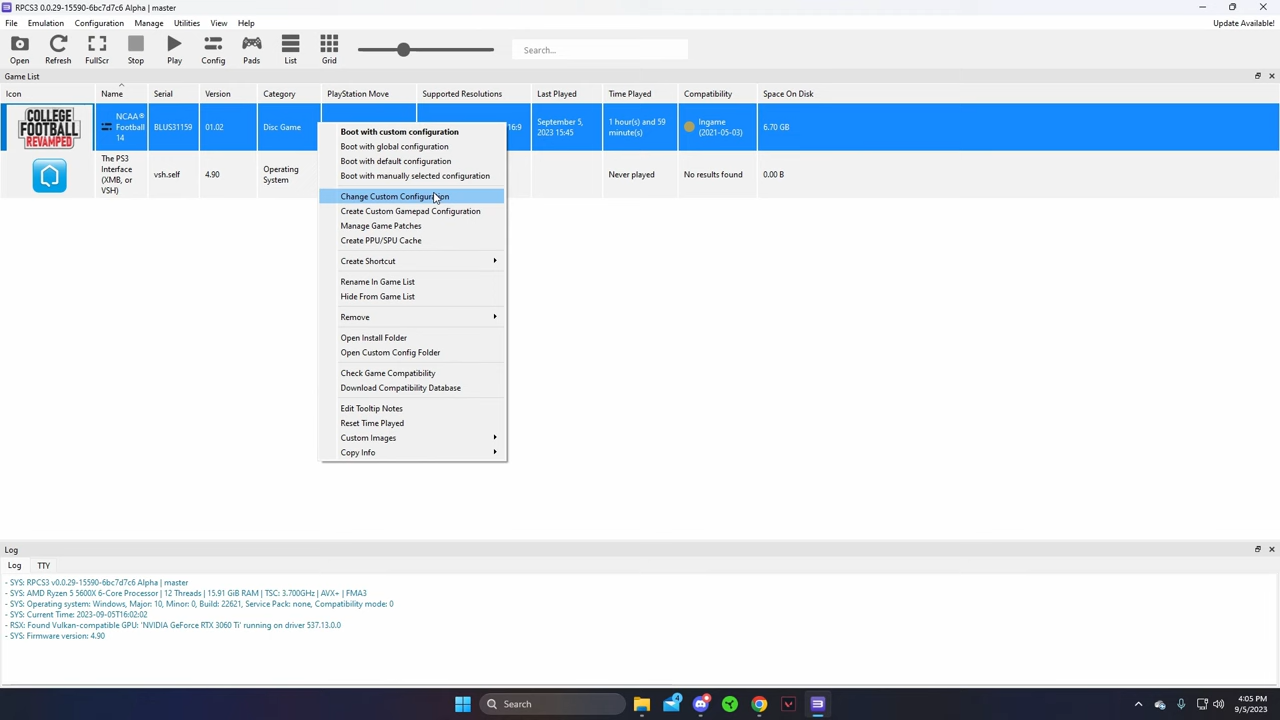 RPCS3 0.0.29-15590-6bc7d7c6 Alpha | master
File Emulation Configuration Manage Utilities View Help Update Available!
Open Refresh FullScr Stop Play Config Pads List Grid Search...
Game List
Icon Name Serial Version Category PlayStation Move Supported Resolutions Last Played Time Played Compatibility Space On Disk
COLLEGE FOOTBALL REVAMPED
NCAA® Football 14
BLUS31159 01.02 Disc Game 16:9
September 5, 2023 15:45
1 hour(s) and 59 minute(s)
Ingame (2021-05-03)
6.70 GB
The PS3 Interface (XMB, or VSH)
vsh.self 4.90
Operating System
Never played No results found 0.00 B
Boot with custom configuration
Boot with global configuration
Boot with default configuration
Boot with manually selected configuration
Change Custom Configuration
Create Custom Gamepad Configuration
Manage Game Patches
Create PPU/SPU Cache
Create Shortcut
Rename In Game List
Hide From Game List
Remove
Open Install Folder
Open Custom Config Folder
Check Game Compatibility
Download Compatibility Database
Edit Tooltip Notes
Reset Time Played
Custom Images
Copy Info
Log
Log TTY
- SYS: RPCS3 v0.0.29-15590-6bc7d7c6 Alpha | master
- SYS: AMD Ryzen 5 5600X 6-Core Processor | 12 Threads | 15.91 GiB RAM | TSC: 3.700GHz | AVX+ | FMA3
- SYS: Operating system: Windows, Major: 10, Minor: 0, Build: 22621, Service Pack: none, Compatibility mode: 0
- SYS: Current Time: 2023-09-05T16:02:02
- RSX: Found Vulkan-compatible GPU: 'NVIDIA GeForce RTX 3060 Ti' running on driver 537.13.0.0
- SYS: Firmware version: 4.90
Search
4
4:05 PM
9/5/2023